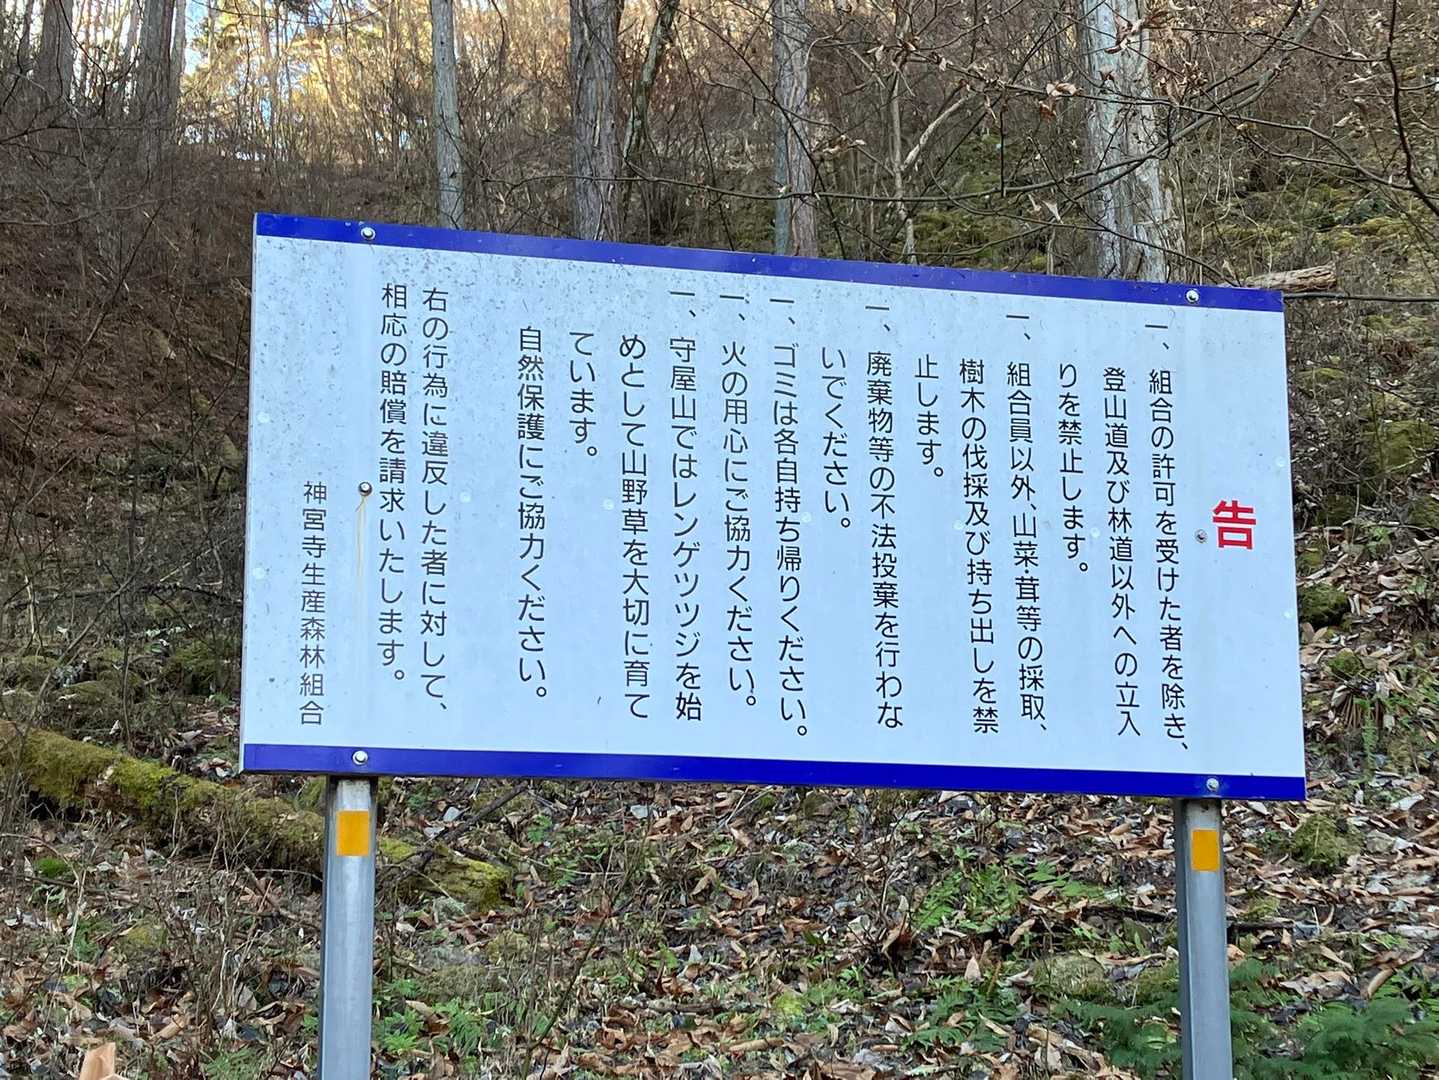 告
一、組合の許可を受けた者を除き、
登山道及び林道以外への立入
りを禁止します。
一、組合員以外、山菜・茸等の採取、
樹木の伐採及び持ち出しを禁
止します。
一、廃棄物等の不法投棄を行わな
いでください。
一、ゴミは各自持ち帰りください。
一、火の用心にご協力ください。
一、守屋山ではレンゲツツジを始
めとして山野草を大切に育て
ています。
自然保護にご協力ください。
右の行為に違反した者に対して、
相応の賠償を請求いたします。
神宮寺生産森林組合